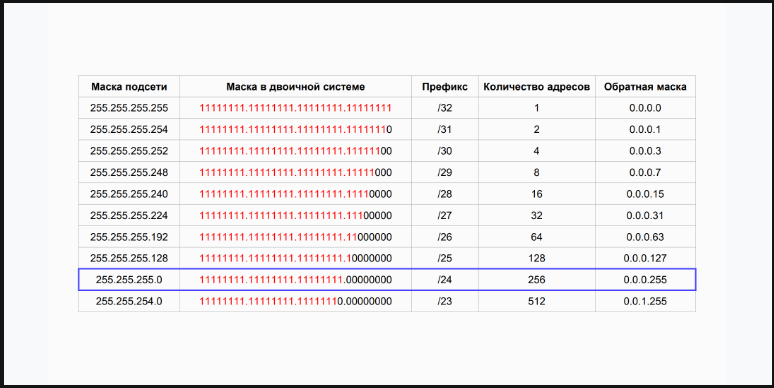 Маска подсети Маска в двоичной системе Префикс Количество адресов Обратная маска
255.255.255.255 11111111.11111111.11111111.11111111 /32 1 0.0.0.0
255.255.255.254 11111111.11111111.11111111.11111110 /31 2 0.0.0.1
255.255.255.252 11111111.11111111.11111111.11111100 /30 4 0.0.0.3
255.255.255.248 11111111.11111111.11111111.11111000 /29 8 0.0.0.7
255.255.255.240 11111111.11111111.11111111.11110000 /28 16 0.0.0.15
255.255.255.224 11111111.11111111.11111111.11100000 /27 32 0.0.0.31
255.255.255.192 11111111.11111111.11111111.11000000 /26 64 0.0.0.63
255.255.255.128 11111111.11111111.11111111.10000000 /25 128 0.0.0.127
255.255.255.0 11111111.11111111.11111111.00000000 /24 256 0.0.0.255
255.255.254.0 11111111.11111111.11111110.00000000 /23 512 0.0.1.255